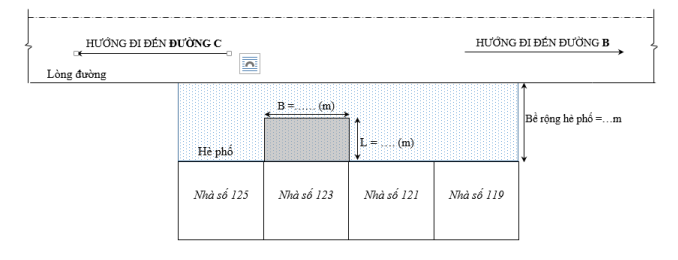 HƯỚNG ĐI ĐẾN ĐƯỜNG C
HƯỚNG ĐI ĐẾN ĐƯỜNG B
Lòng đường
B =...... (m)
Bề rộng hè phố =...m
L = .... (m)
Hè phố
Nhà số 125
Nhà số 123
Nhà số 121
Nhà số 119